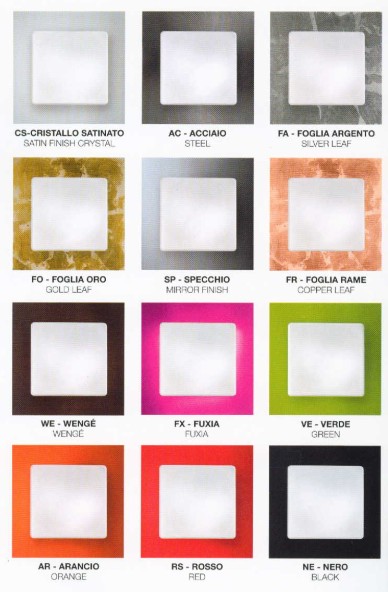 CS-CRISTALLO SATINATO
SATIN FINISH CRYSTAL
AC - ACCIAIO
STEEL
FA - FOGLIA ARGENTO
SILVER LEAF
FO - FOGLIA ORO
GOLD LEAF
SP - SPECCHIO
MIRROR FINISH
FR - FOGLIA RAME
COPPER LEAF
WE - WENGÉ
WENGÉ
FX - FUXIA
FUXIA
VE - VERDE
GREEN
AR - ARANCIO
ORANGE
RS - ROSSO
RED
NE - NERO
BLACK